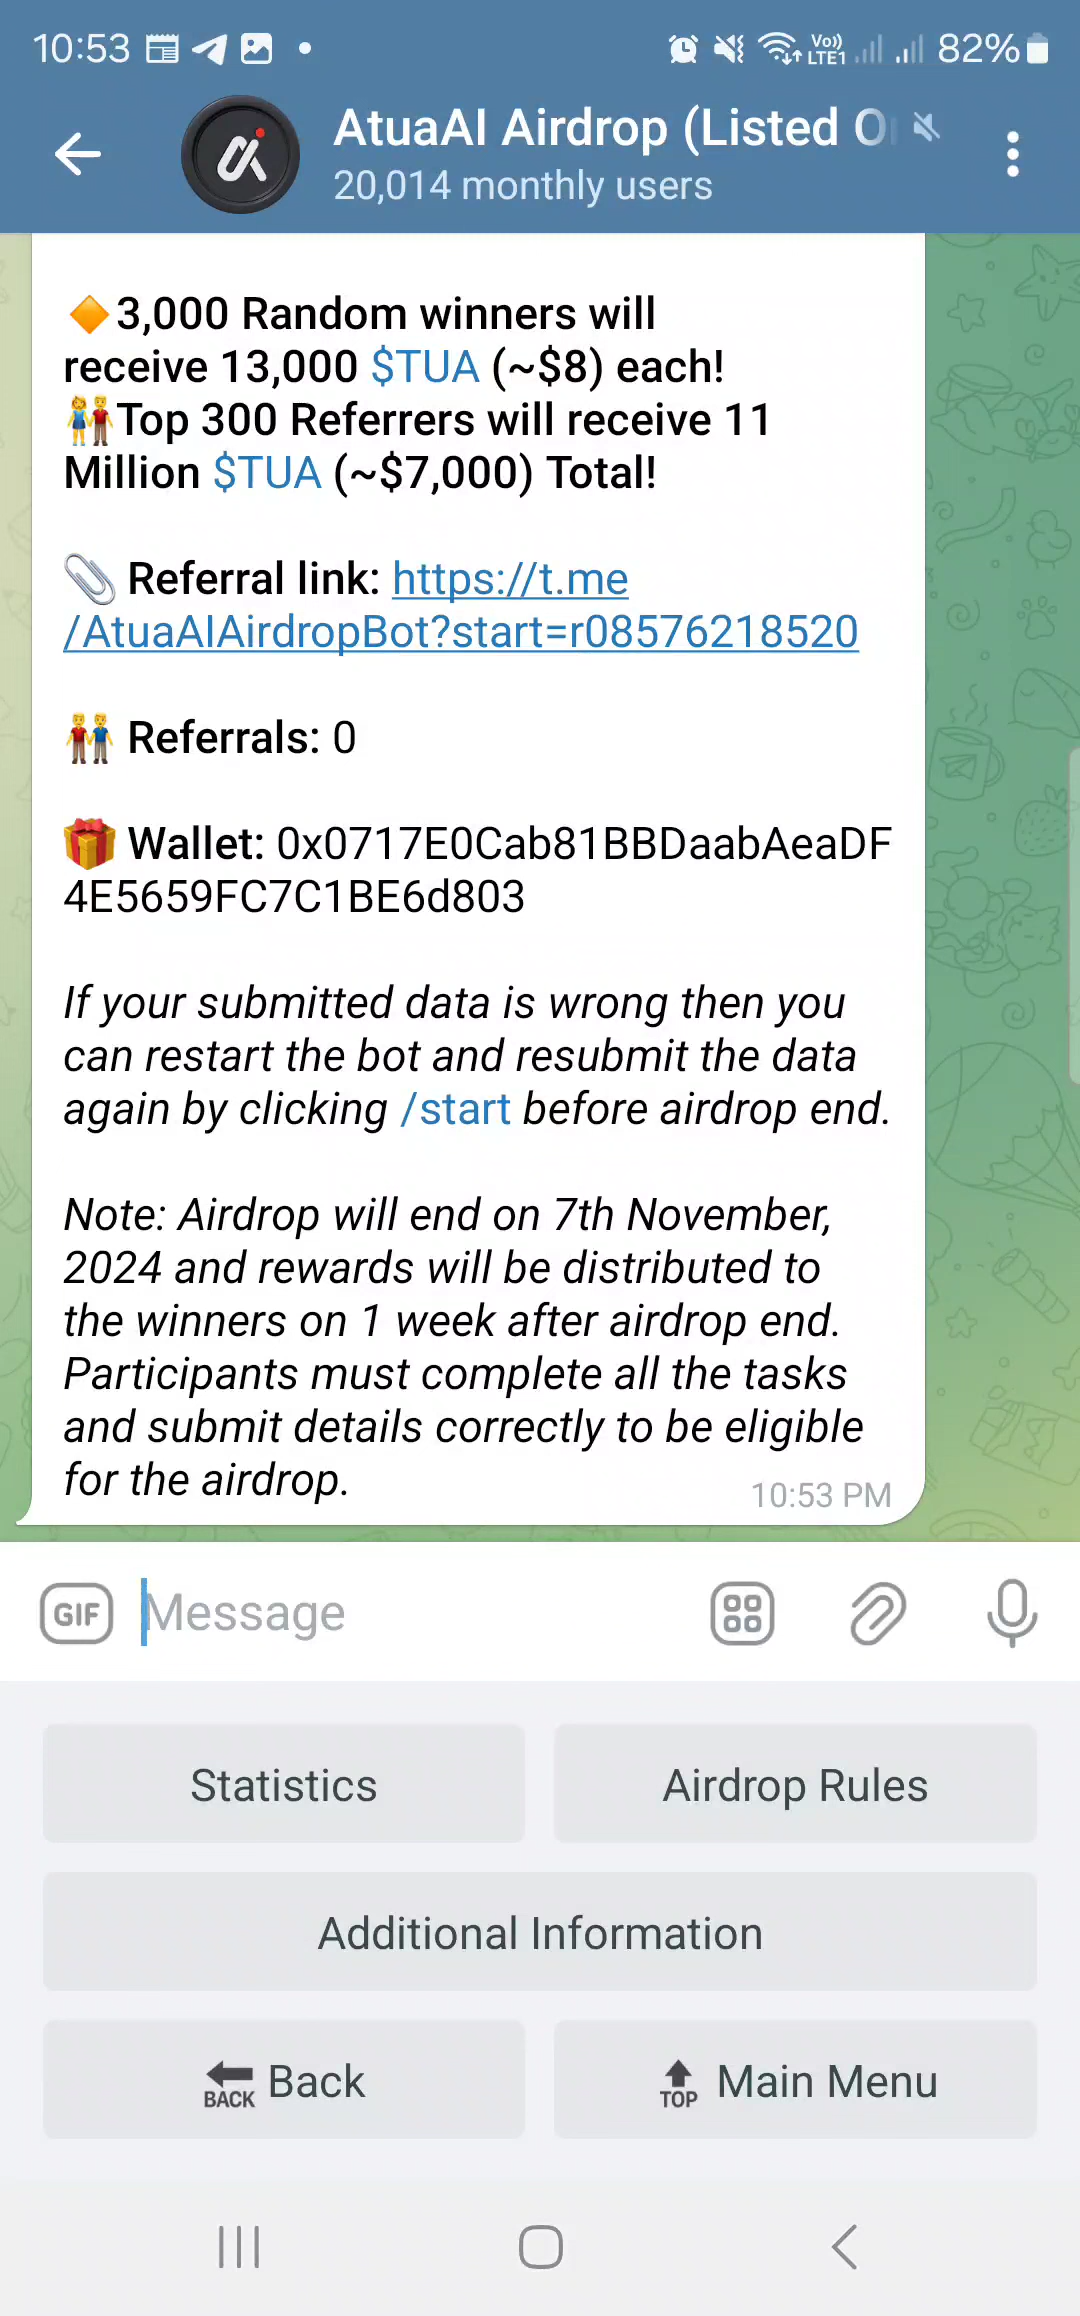 10:53
Vo))
LTE1
82%
AtuaAI Airdrop (Listed
20,014 monthly users
🔶3,000 Random winners will
receive 13,000 $TUA (~$8) each!
👫Top 300 Referrers will receive 11
Million $TUA (~$7,000) Total!
📎 Referral link: https://t.me
/AtuaAIAirdropBot?start=r08576218520
👬 Referrals: 0
🎁 Wallet: 0x0717E0Cab81BBDaabAeaDF
4E5659FC7C1BE6d803
If your submitted data is wrong then you
can restart the bot and resubmit the data
again by clicking /start before airdrop end.
Note: Airdrop will end on 7th November,
2024 and rewards will be distributed to
the winners on 1 week after airdrop end.
Participants must complete all the tasks
and submit details correctly to be eligible
for the airdrop.
10:53 PM
GIF
Message
Statistics
Airdrop Rules
Additional Information
BACK Back
TOP Main Menu